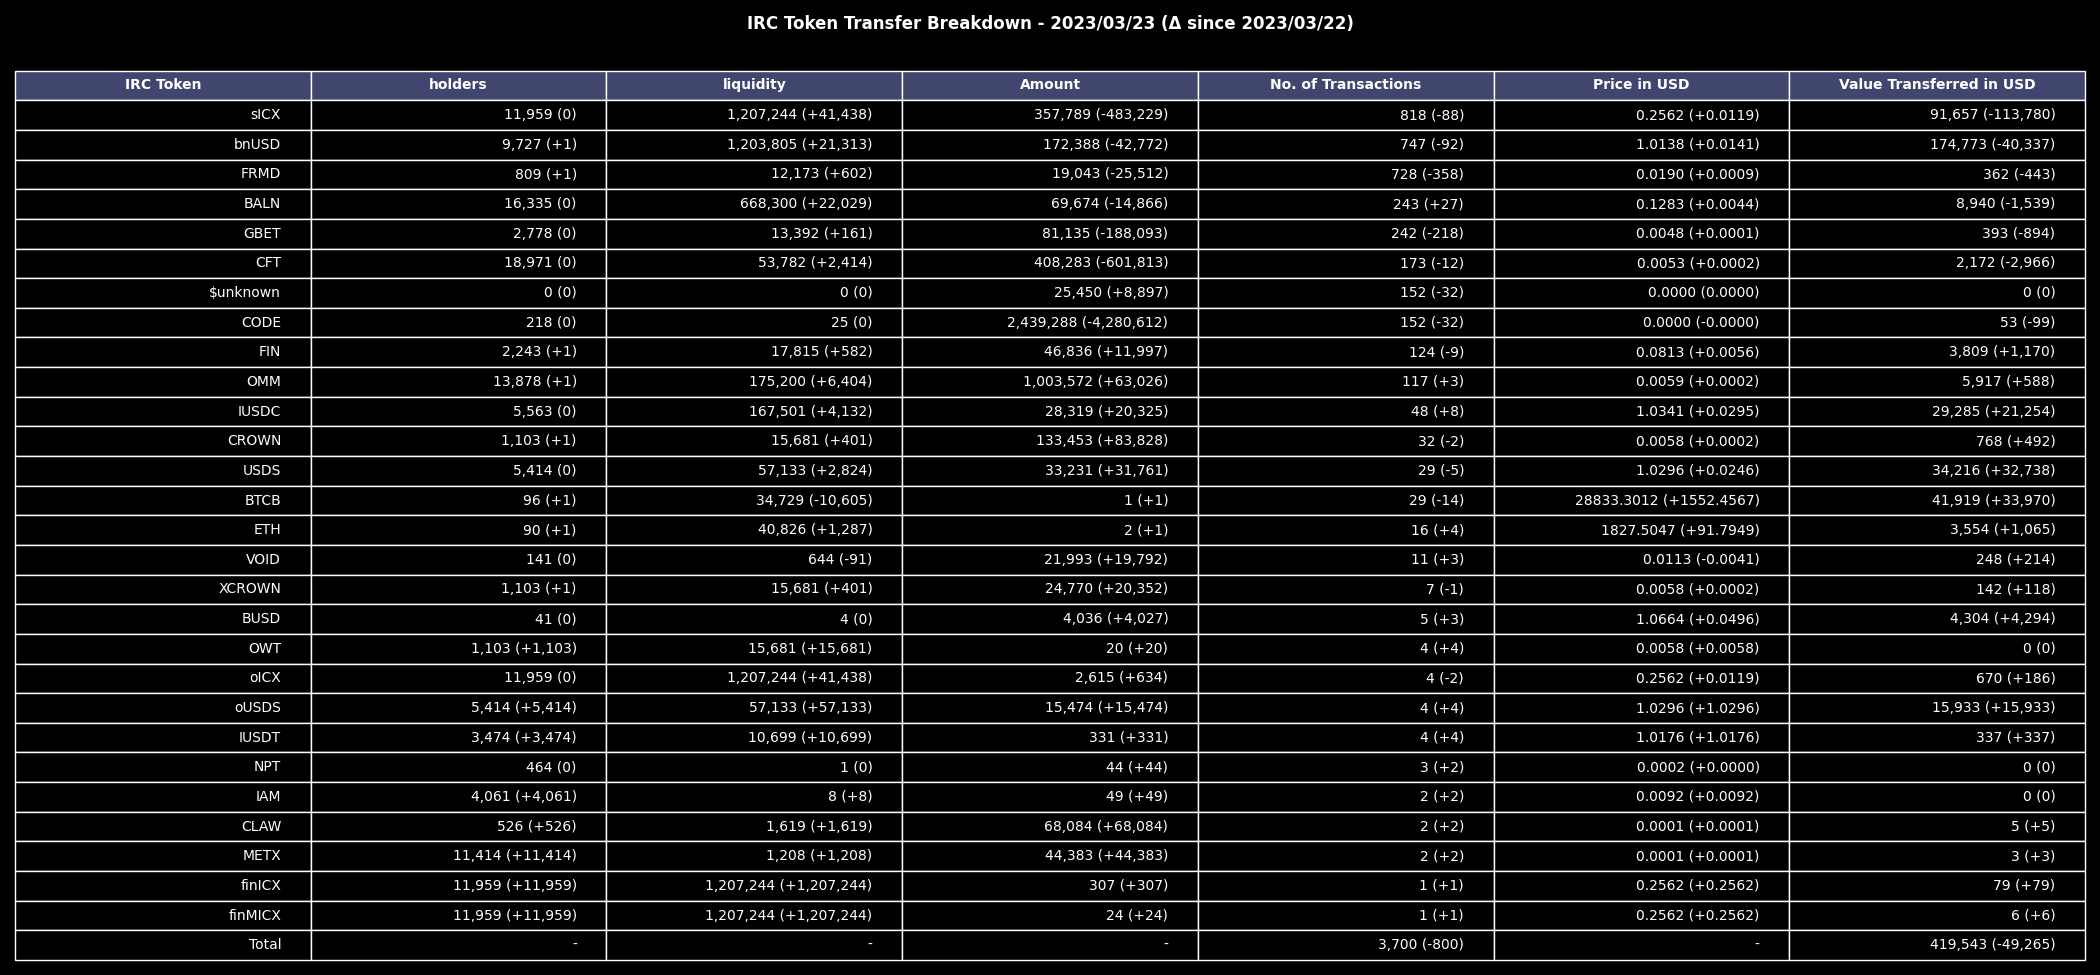 IRC Token Transfer Breakdown - 2023/03/23 (Δ since 2023/03/22)
IRC Token holders liquidity Amount No. of Transactions Price in USD Value Transferred in USD
sICX 11,959 (0) 1,207,244 (+41,438) 357,789 (-483,229) 818 (-88) 0.2562 (+0.0119) 91,657 (-113,780)
bnUSD 9,727 (+1) 1,203,805 (+21,313) 172,388 (-42,772) 747 (-92) 1.0138 (+0.0141) 174,773 (-40,337)
FRMD 809 (+1) 12,173 (+602) 19,043 (-25,512) 728 (-358) 0.0190 (+0.0009) 362 (-443)
BALN 16,335 (0) 668,300 (+22,029) 69,674 (-14,866) 243 (+27) 0.1283 (+0.0044) 8,940 (-1,539)
GBET 2,778 (0) 13,392 (+161) 81,135 (-188,093) 242 (-218) 0.0048 (+0.0001) 393 (-894)
CFT 18,971 (0) 53,782 (+2,414) 408,283 (-601,813) 173 (-12) 0.0053 (+0.0002) 2,172 (-2,966)
$unknown 0 (0) 0 (0) 25,450 (+8,897) 152 (-32) 0.0000 (0.0000) 0 (0)
CODE 218 (0) 25 (0) 2,439,288 (-4,280,612) 152 (-32) 0.0000 (-0.0000) 53 (-99)
FIN 2,243 (+1) 17,815 (+582) 46,836 (+11,997) 124 (-9) 0.0813 (+0.0056) 3,809 (+1,170)
OMM 13,878 (+1) 175,200 (+6,404) 1,003,572 (+63,026) 117 (+3) 0.0059 (+0.0002) 5,917 (+588)
IUSDC 5,563 (0) 167,501 (+4,132) 28,319 (+20,325) 48 (+8) 1.0341 (+0.0295) 29,285 (+21,254)
CROWN 1,103 (+1) 15,681 (+401) 133,453 (+83,828) 32 (-2) 0.0058 (+0.0002) 768 (+492)
USDS 5,414 (0) 57,133 (+2,824) 33,231 (+31,761) 29 (-5) 1.0296 (+0.0246) 34,216 (+32,738)
BTCB 96 (+1) 34,729 (-10,605) 1 (+1) 29 (-14) 28833.3012 (+1552.4567) 41,919 (+33,970)
ETH 90 (+1) 40,826 (+1,287) 2 (+1) 16 (+4) 1827.5047 (+91.7949) 3,554 (+1,065)
VOID 141 (0) 644 (-91) 21,993 (+19,792) 11 (+3) 0.0113 (-0.0041) 248 (+214)
XCROWN 1,103 (+1) 15,681 (+401) 24,770 (+20,352) 7 (-1) 0.0058 (+0.0002) 142 (+118)
BUSD 41 (0) 4 (0) 4,036 (+4,027) 5 (+3) 1.0664 (+0.0496) 4,304 (+4,294)
OWT 1,103 (+1,103) 15,681 (+15,681) 20 (+20) 4 (+4) 0.0058 (+0.0058) 0 (0)
oICX 11,959 (0) 1,207,244 (+41,438) 2,615 (+634) 4 (-2) 0.2562 (+0.0119) 670 (+186)
oUSDS 5,414 (+5,414) 57,133 (+57,133) 15,474 (+15,474) 4 (+4) 1.0296 (+1.0296) 15,933 (+15,933)
IUSDT 3,474 (+3,474) 10,699 (+10,699) 331 (+331) 4 (+4) 1.0176 (+1.0176) 337 (+337)
NPT 464 (0) 1 (0) 44 (+44) 3 (+2) 0.0002 (+0.0000) 0 (0)
IAM 4,061 (+4,061) 8 (+8) 49 (+49) 2 (+2) 0.0092 (+0.0092) 0 (0)
CLAW 526 (+526) 1,619 (+1,619) 68,084 (+68,084) 2 (+2) 0.0001 (+0.0001) 5 (+5)
METX 11,414 (+11,414) 1,208 (+1,208) 44,383 (+44,383) 2 (+2) 0.0001 (+0.0001) 3 (+3)
finICX 11,959 (+11,959) 1,207,244 (+1,207,244) 307 (+307) 1 (+1) 0.2562 (+0.2562) 79 (+79)
finMICX 11,959 (+11,959) 1,207,244 (+1,207,244) 24 (+24) 1 (+1) 0.2562 (+0.2562) 6 (+6)
Total - - - 3,700 (-800) - 419,543 (-49,265)